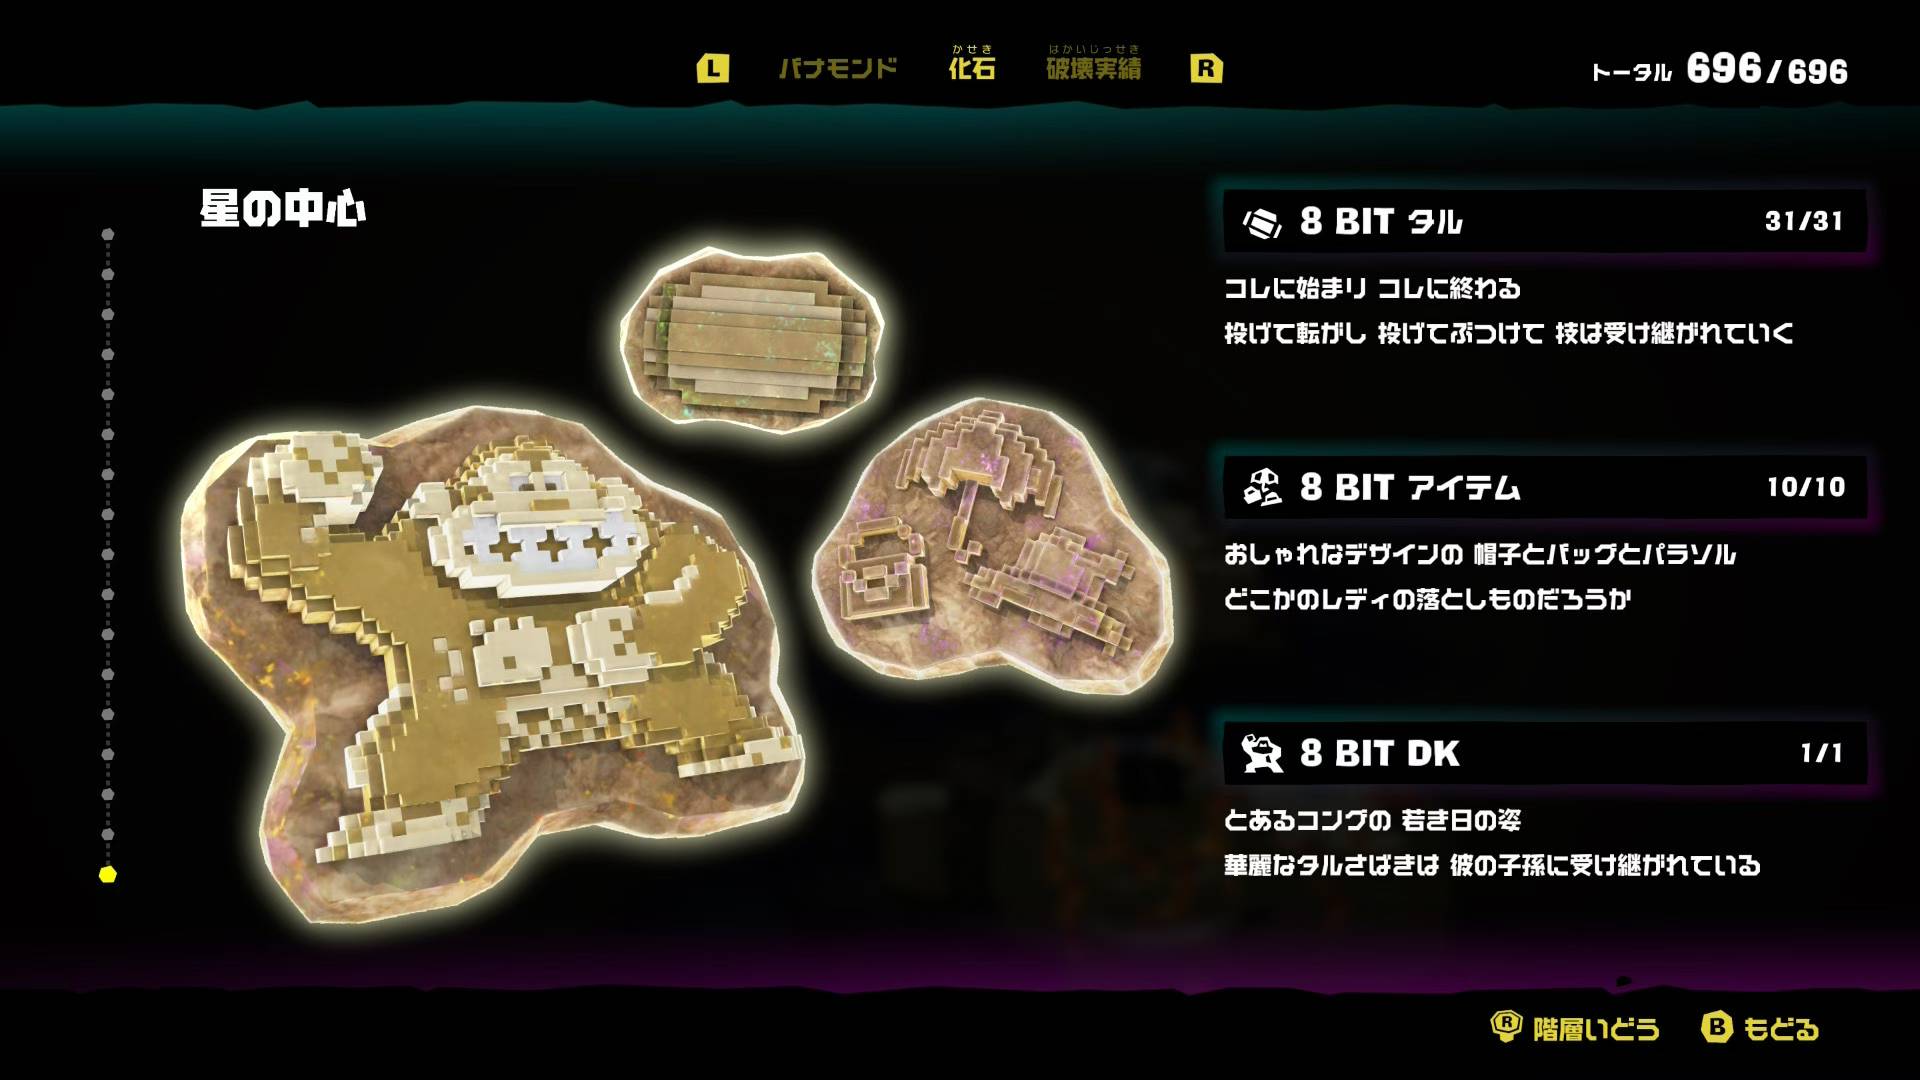 L バナモンド 化石 破壊実績 R
かせき はかいじっせき
トータル 696/696
星の中心
8 BIT タル 31/31
コレに始まり コレに終わる
投げて転がし 投げてぶつけて 技は受け継がれていく
8 BIT アイテム 10/10
おしゃれなデザインの 帽子とバッグとパラソル
どこかのレディの落としものだろうか
8 BIT DK 1/1
とあるコングの 若き日の姿
華麗なタルさばきは 彼の子孫に受け継がれている
R 階層いどう B もどる